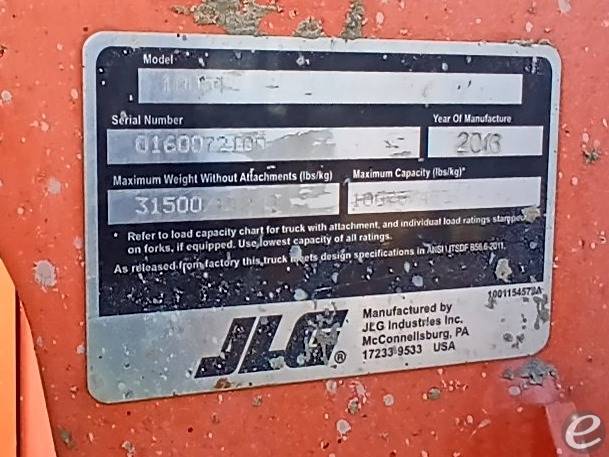 Model
Serial Number
Year Of Manufacture
2016
Maximum Weight Without Attachments (lbs/kg)
Maximum Capacity (lbs/kg)*
31500
* Refer to load capacity chart for truck with attachment, and individual load ratings stamped
on forks, if equipped. Use lowest capacity of all ratings.
As released from factory this truck meets design specifications in ANSI \ ITSDF B56.6-2011.
1001154572A
JLG®
Manufactured by
JLG Industries Inc.
McConnellsburg, PA
17233-9533 USA
e